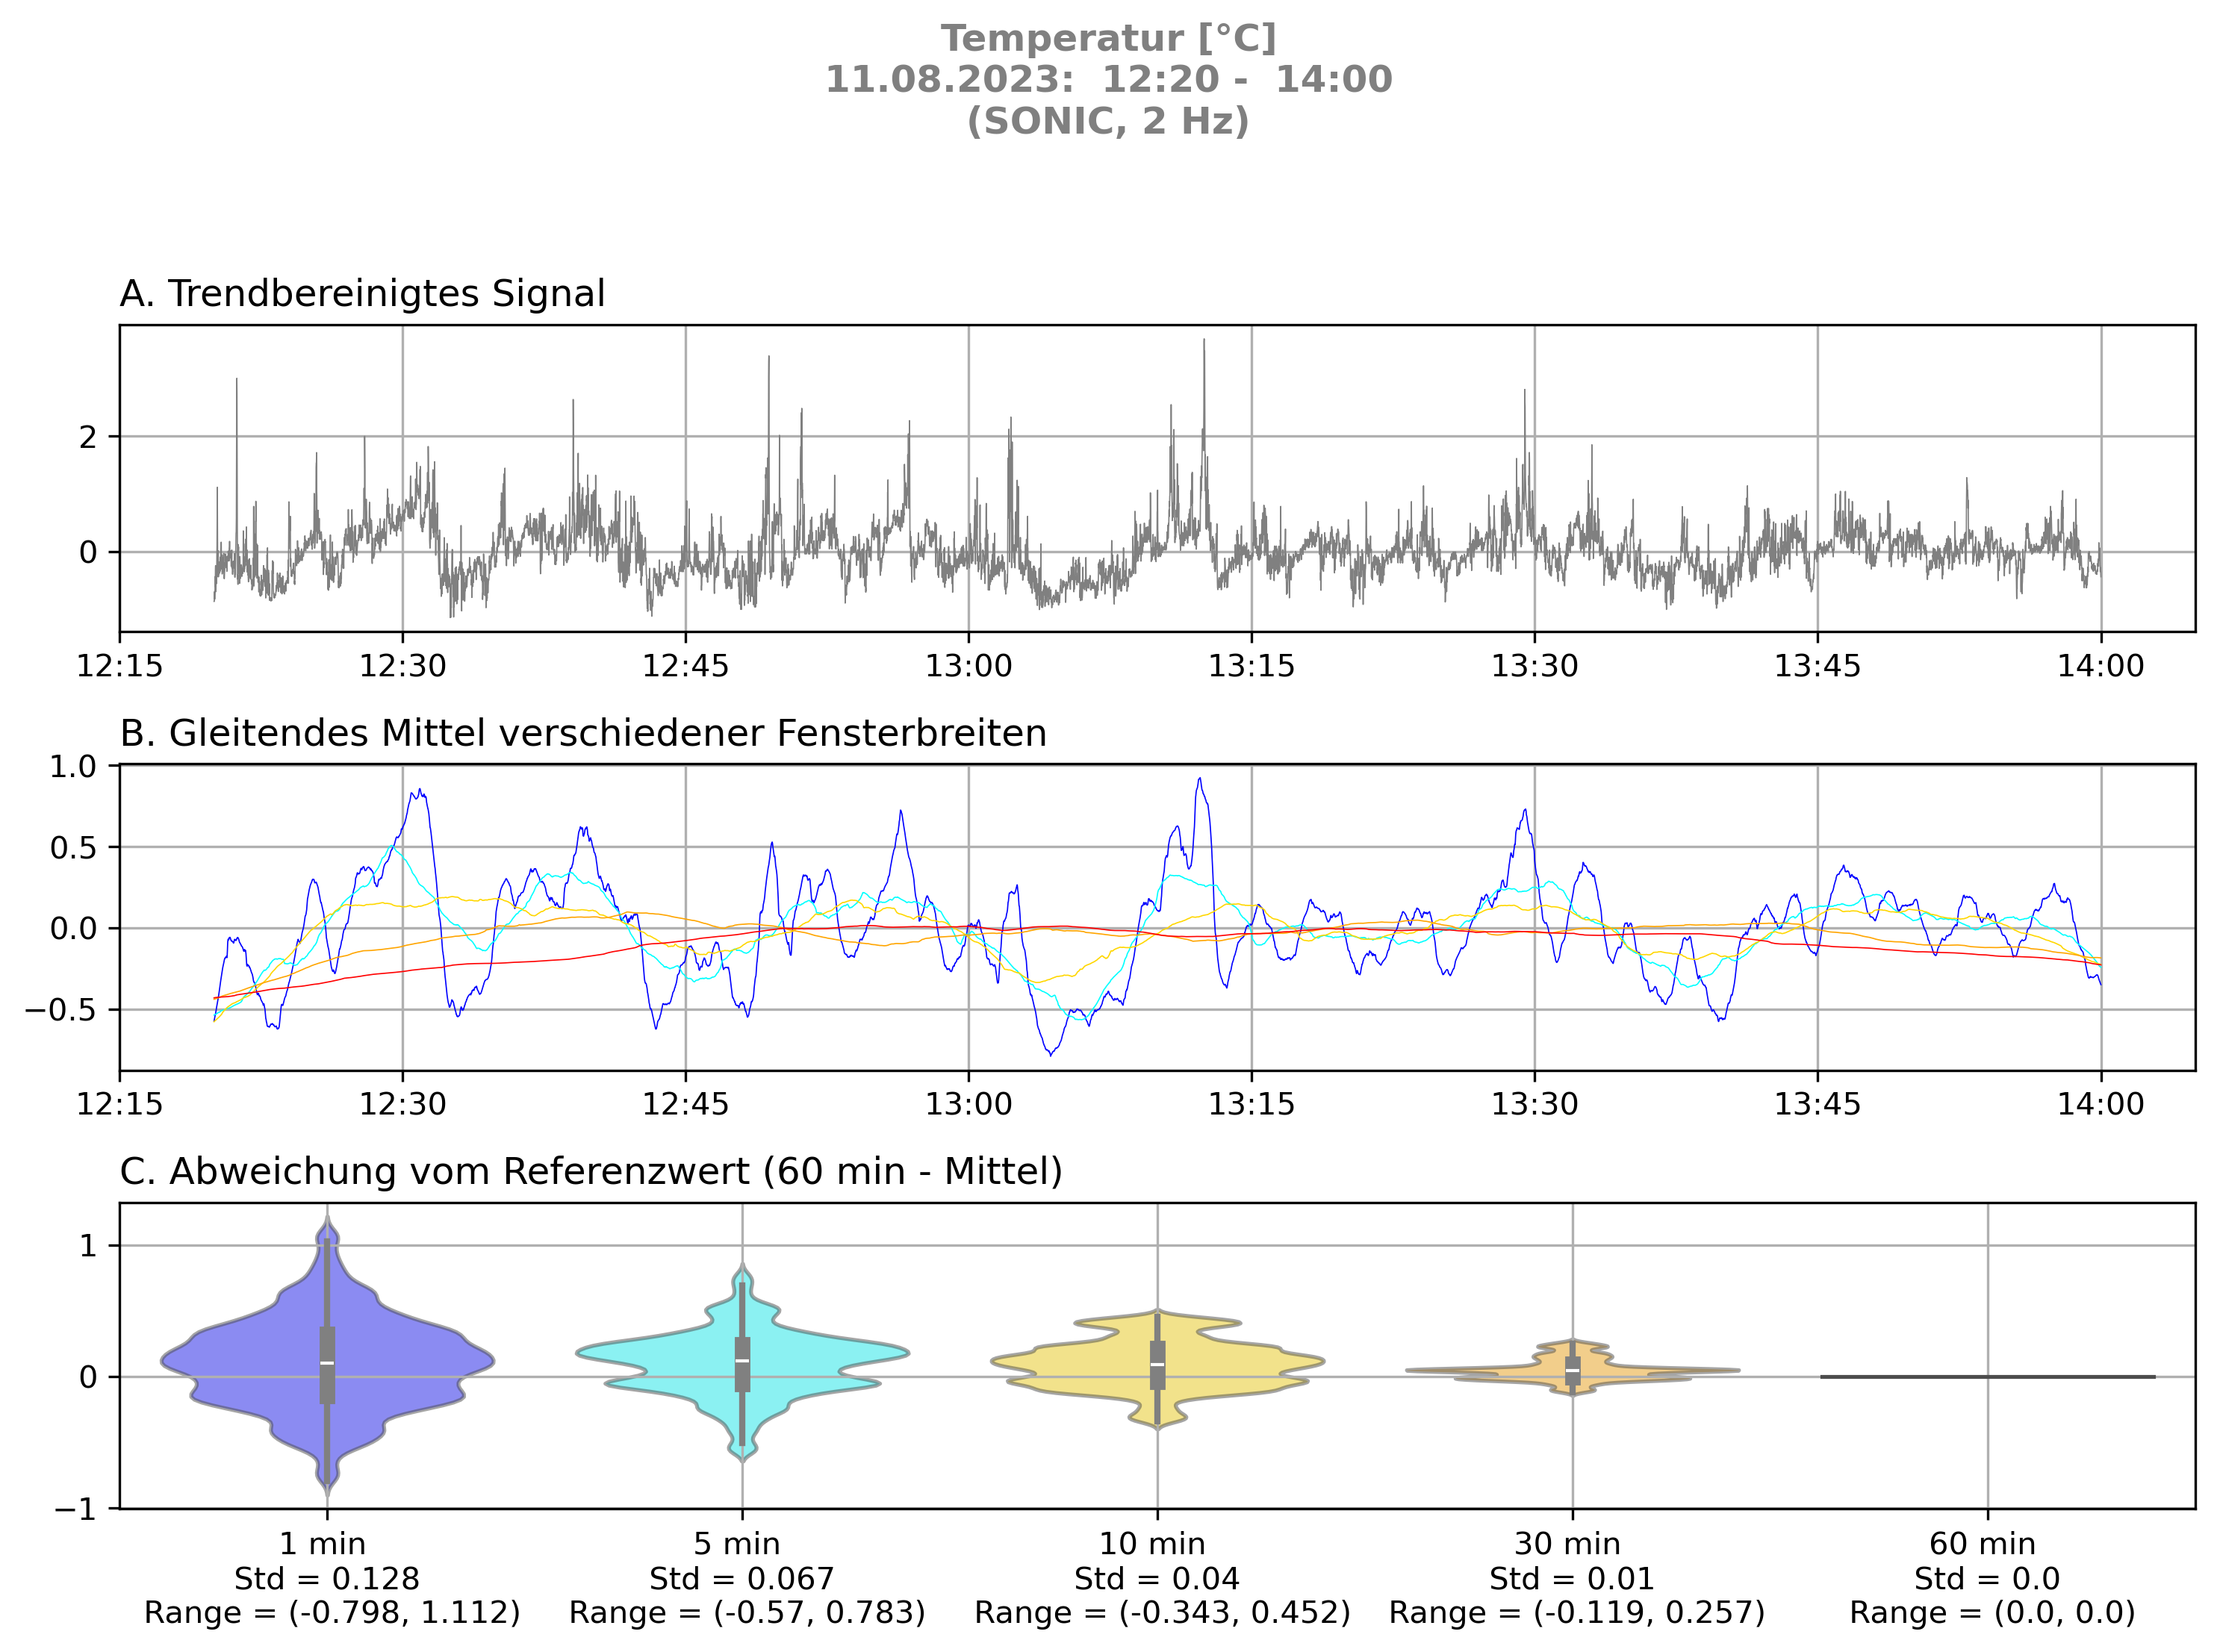 Temperatur [°C]
11.08.2023:  12:20 -  14:00
(SONIC, 2 Hz)
A. Trendbereinigtes Signal
2
0
12:15 12:30 12:45 13:00 13:15 13:30 13:45 14:00
B. Gleitendes Mittel verschiedener Fensterbreiten
1.0
0.5
0.0
−0.5
12:15 12:30 12:45 13:00 13:15 13:30 13:45 14:00
C. Abweichung vom Referenzwert (60 min - Mittel)
1
0
−1
1 min 5 min 10 min 30 min 60 min
Std = 0.128 Std = 0.067 Std = 0.04 Std = 0.01 Std = 0.0
Range = (-0.798, 1.112) Range = (-0.57, 0.783) Range = (-0.343, 0.452) Range = (-0.119, 0.257) Range = (0.0, 0.0)